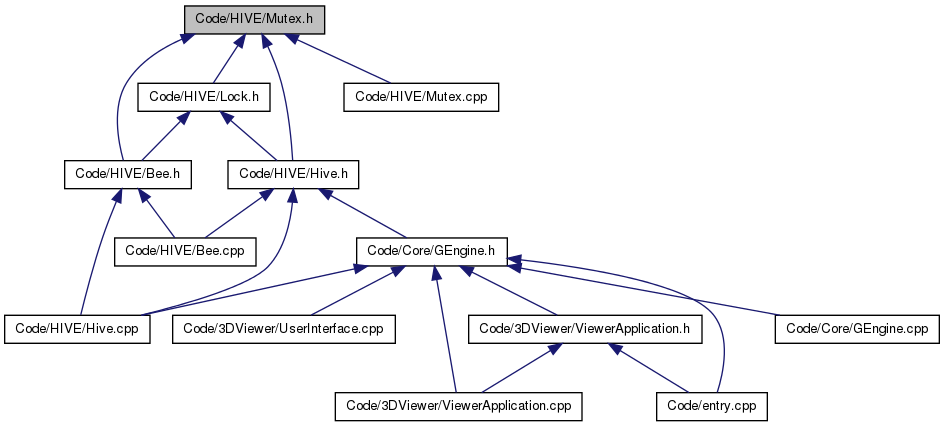 Code/HIVE/Mutex.h
Code/HIVE/Lock.h
Code/HIVE/Mutex.cpp
Code/HIVE/Bee.h
Code/HIVE/Hive.h
Code/HIVE/Bee.cpp
Code/Core/GEngine.h
Code/HIVE/Hive.cpp
Code/3DViewer/UserInterface.cpp
Code/3DViewer/ViewerApplication.h
Code/Core/GEngine.cpp
Code/3DViewer/ViewerApplication.cpp
Code/entry.cpp